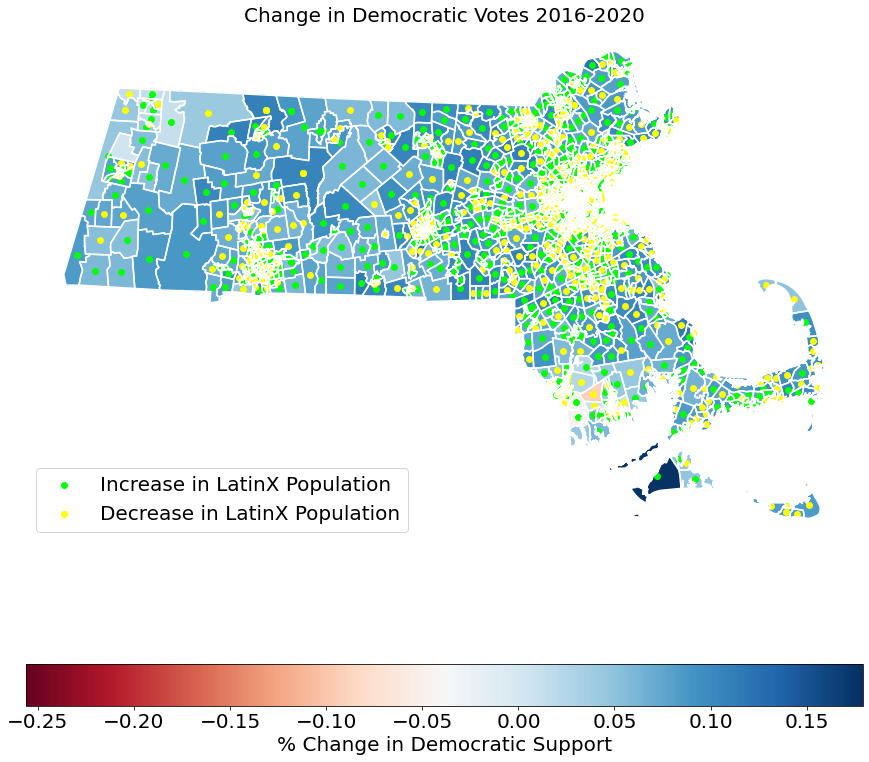 Change in Democratic Votes 2016-2020
Increase in LatinX Population
Decrease in LatinX Population
−0.25 −0.20 −0.15 −0.10 −0.05 0.00 0.05 0.10 0.15
% Change in Democratic Support